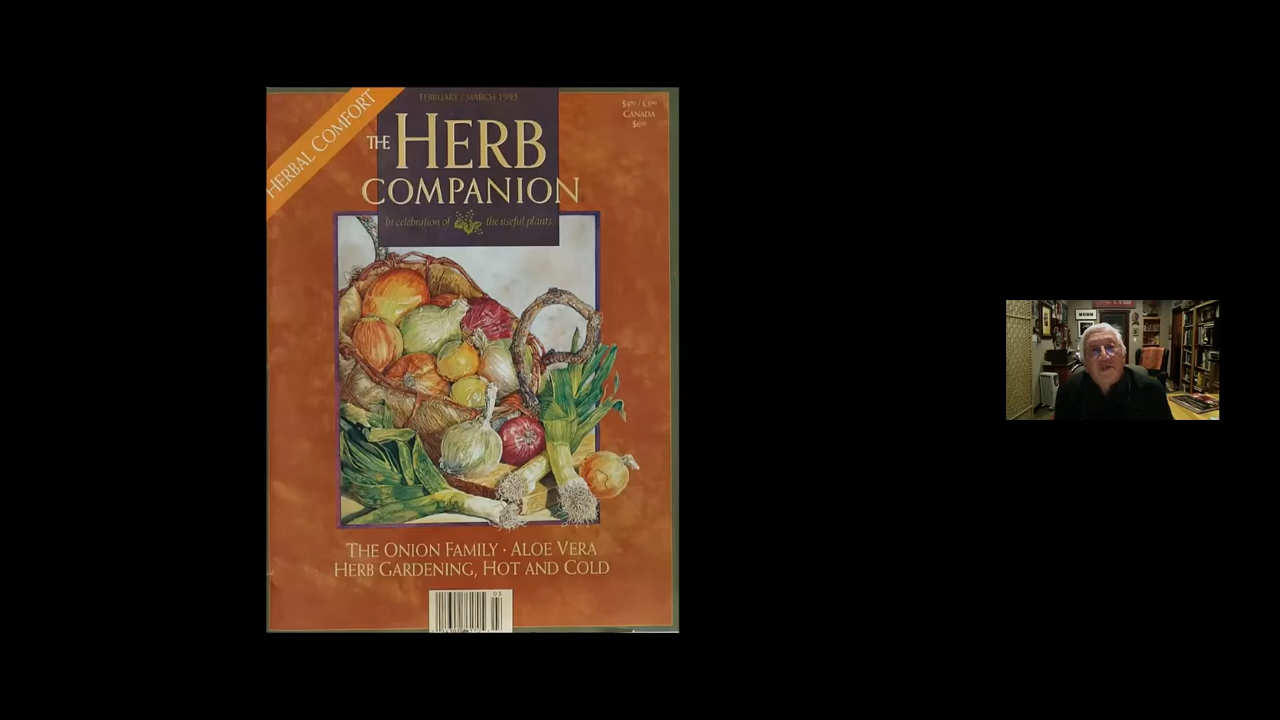 FEBRUARY / MARCH 1995
HERBAL COMFORT
CANADA
THE HERB
COMPANION
In celebration of the useful plants.
THE ONION FAMILY · ALOE VERA
HERB GARDENING, HOT AND COLD
03